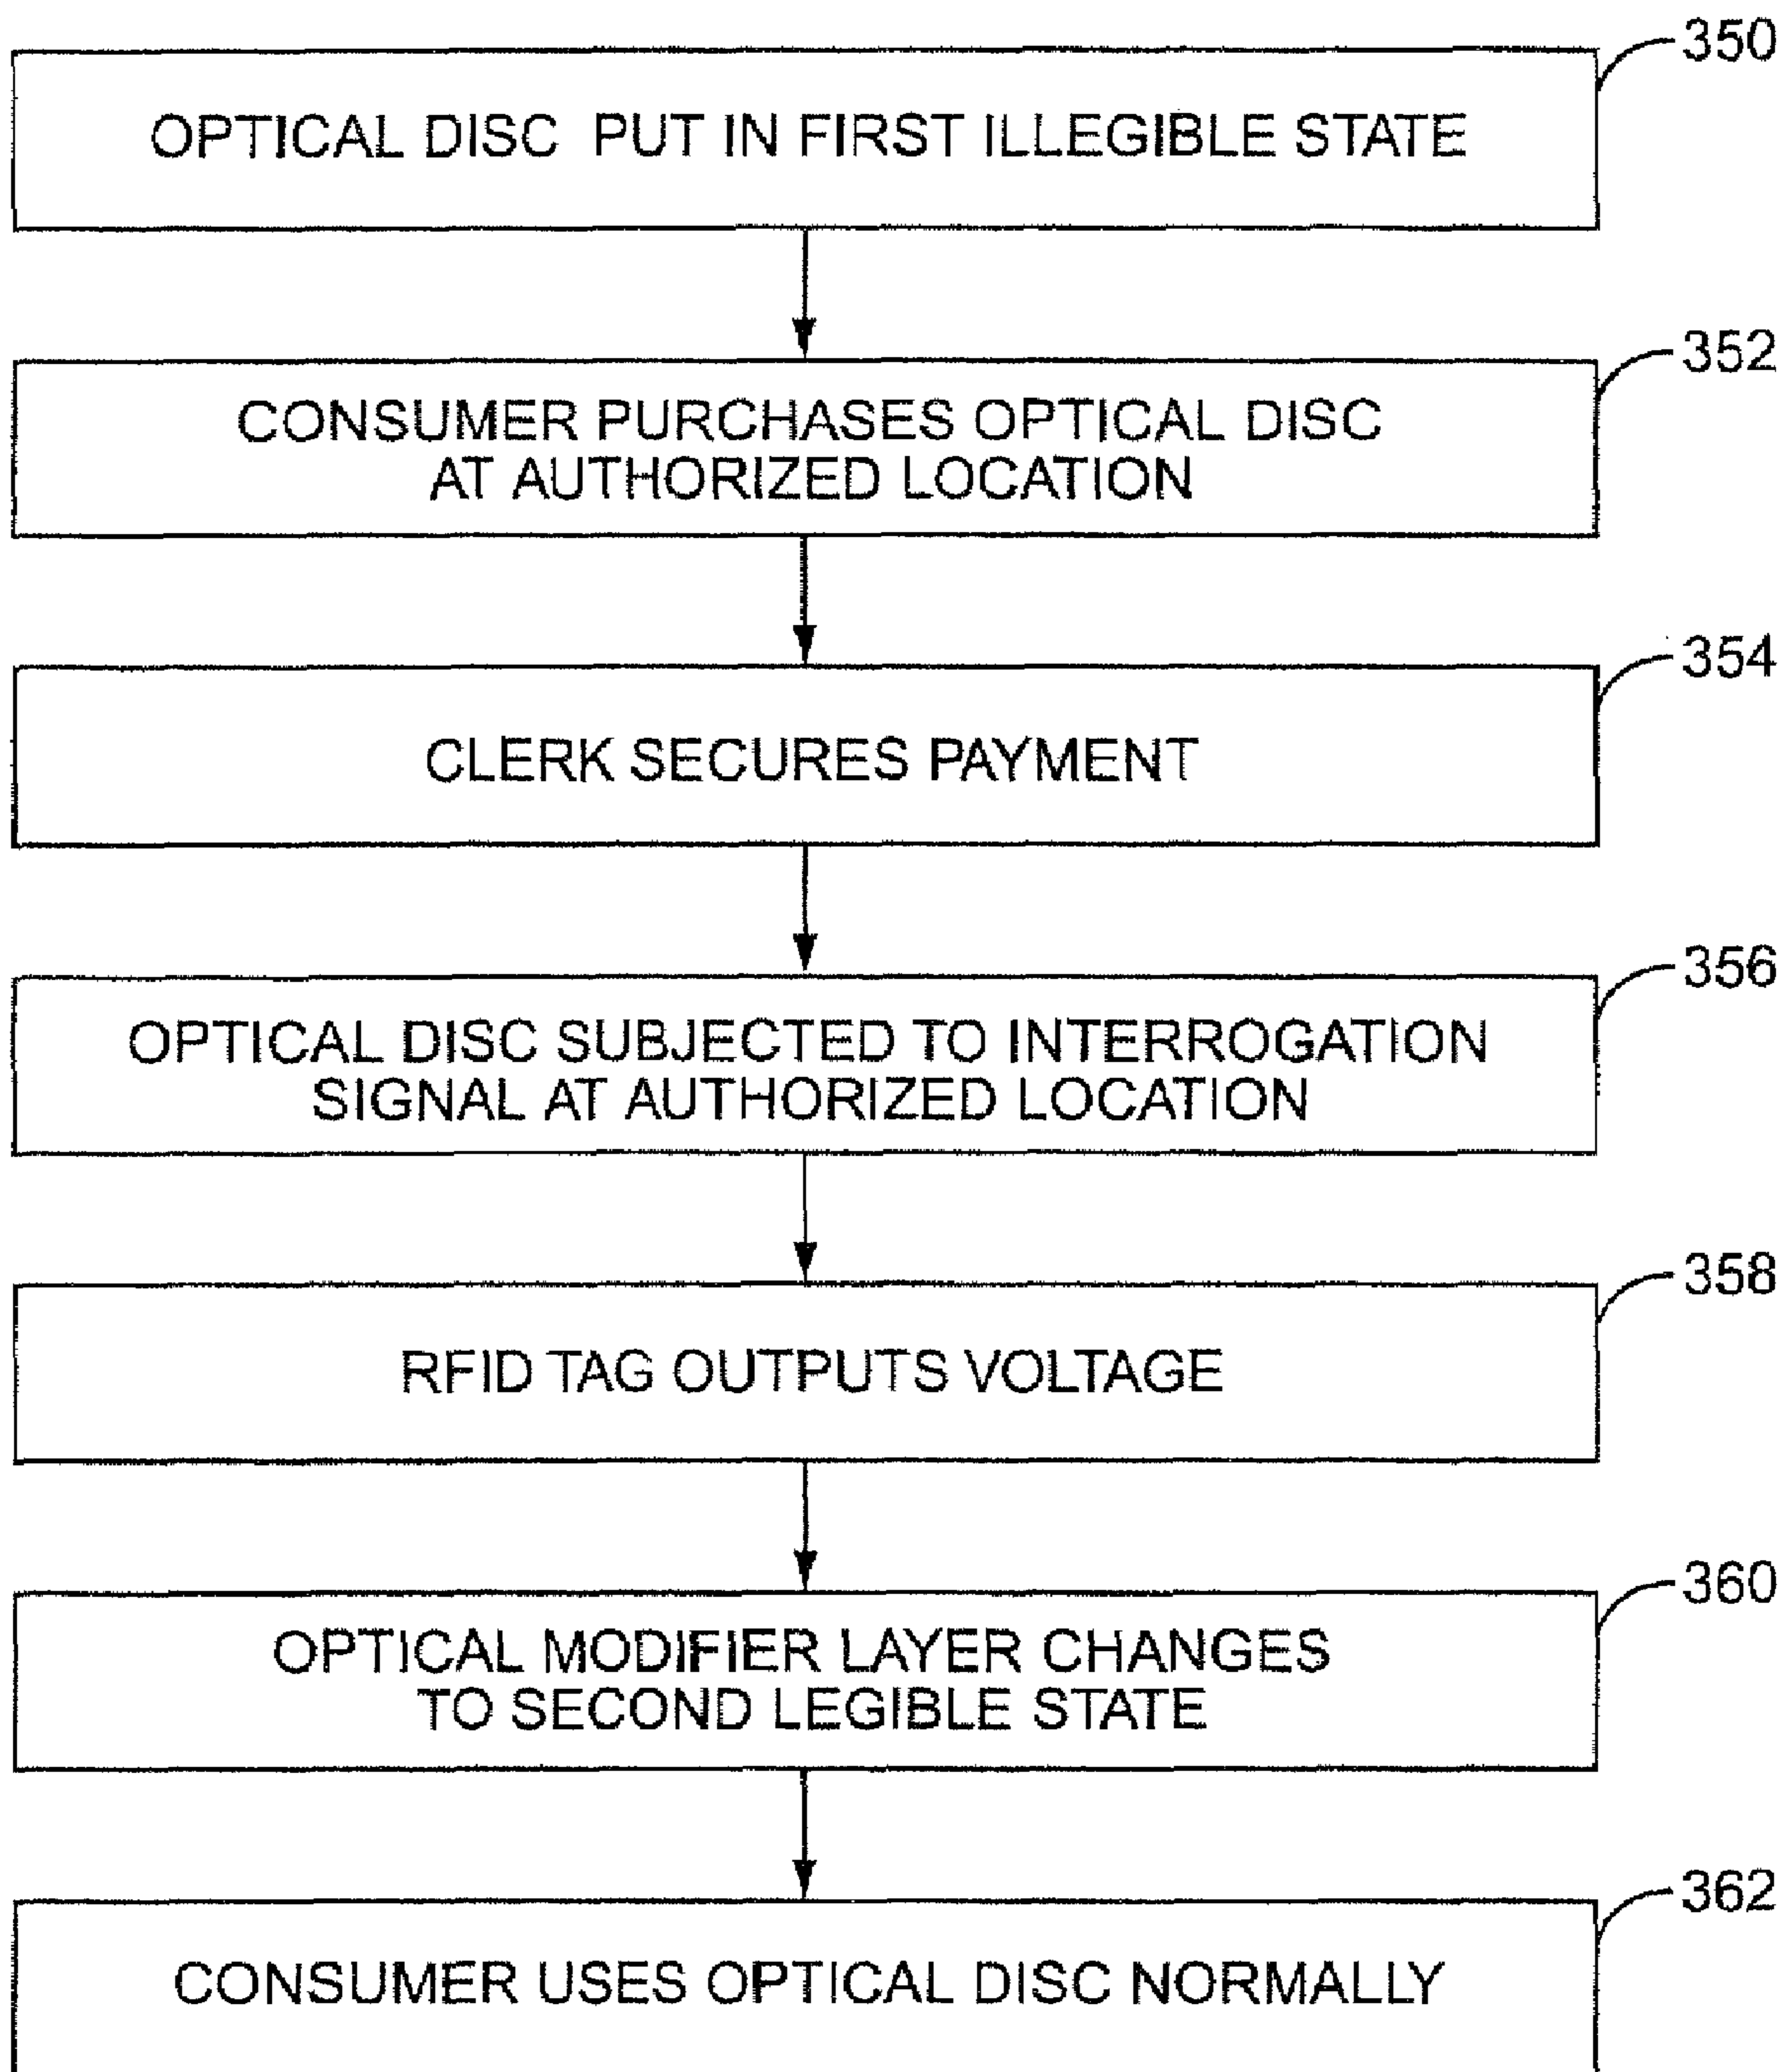 350
OPTICAL DISC PUT IN FIRST ILLEGIBLE STATE
352
CONSUMER PURCHASES OPTICAL DISC
AT AUTHORIZED LOCATION
354
CLERK SECURES PAYMENT
356
OPTICAL DISC SUBJECTED TO INTERROGATION
SIGNAL AT AUTHORIZED LOCATION
358
RFID TAG OUTPUTS VOLTAGE
360
OPTICAL MODIFIER LAYER CHANGES
TO SECOND LEGIBLE STATE
362
CONSUMER USES OPTICAL DISC NORMALLY